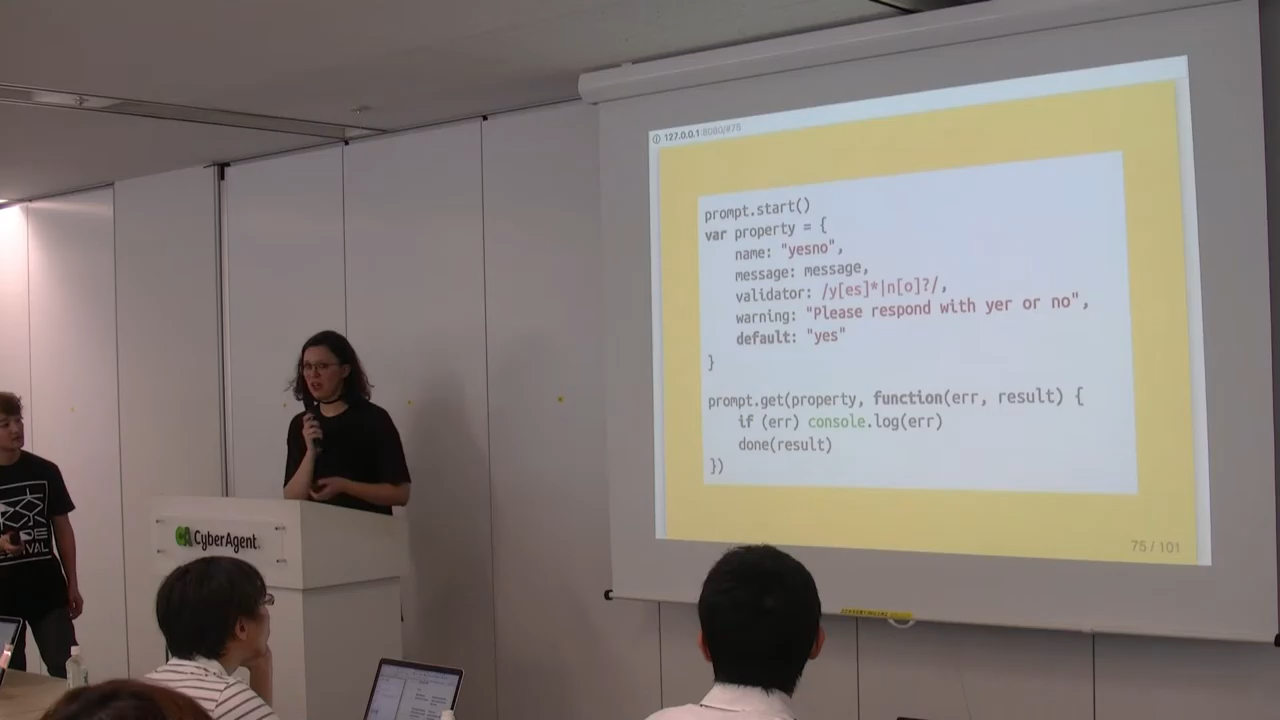 127.0.0.1:8080/#75
prompt.start()
var property = {
name: "yesno",
message: message,
validator: /y[es]*|n[o]?/,
warning: "Please respond with yer or no",
default: "yes"
}
prompt.get(property, function(err, result) {
if (err) console.log(err)
done(result)
})
75 / 101
CA CyberAgent.